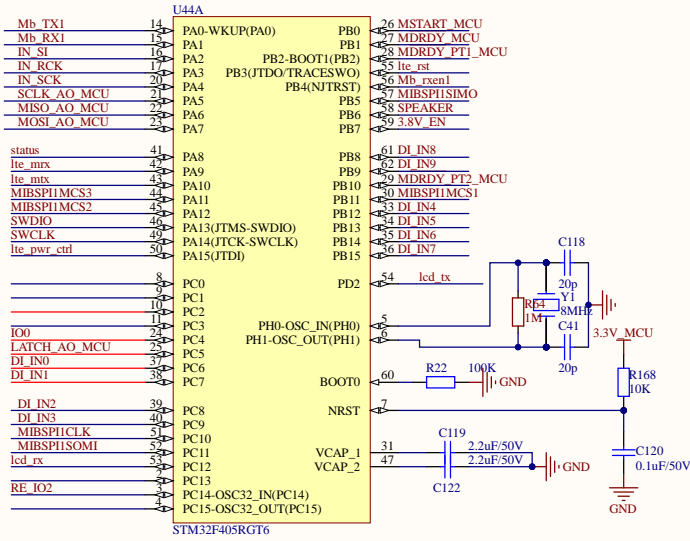 U44A
Mb_TX1 14 PA0-WKUP(PA0) PB0 26 MSTART_MCU
Mb_RX1 15 PA1 PB1 27 MDRDY_MCU
IN_SI 16 PA2 PB2-BOOT1(PB2) 28 MDRDY_PT1_MCU
IN_RCK 17 PA3 PB3(JTDO/TRACESWO) 55 lte_rst
IN_SCK 20 PA4 PB4(NJTRST) 56 Mb_rxen1
SCLK_AO_MCU 21 PA5 PB5 57 MIBSPI1SIMO
MISO_AO_MCU 22 PA6 PB6 58 SPEAKER
MOSI_AO_MCU 23 PA7 PB7 59 3.8V_EN
status 41 PA8 PB8 61 DI_IN8
lte_mrx 42 PA9 PB9 62 DI_IN9
lte_mtx 43 PA10 PB10 29 MDRDY_PT2_MCU
MIBSPI1MCS3 44 PA11 PB11 30 MIBSPI1MCS1
MIBSPI1MCS2 45 PA12 PB12 33 DI_IN4
SWDIO 46 PA13(JTMS-SWDIO) PB13 34 DI_IN5
SWCLK 49 PA14(JTCK-SWCLK) PB14 35 DI_IN6
lte_pwr_ctrl 50 PA15(JTDI) PB15 36 DI_IN7
C118
8 PC0 PD2 54 lcd_tx 20p
9 PC1 Y1
10 PC2 R64 8MHz
11 PC3 PH0-OSC_IN(PH0) 5 1M C41
IO0 24 PC4 PH1-OSC_OUT(PH1) 6 3.3V_MCU
LATCH_AO_MCU 25 PC5
DI_IN0 37 PC6 R22 100K 20p
DI_IN1 38 PC7 BOOT0 60 GND R168
10K
DI_IN2 39 PC8 NRST 7
DI_IN3 40 PC9
MIBSPI1CLK 51 PC10 C119
MIBSPI1SOMI 52 PC11 VCAP_1 31 2.2uF/50V C120
lcd_rx 53 PC12 VCAP_2 47 2.2uF/50V GND 0.1uF/50V
2 PC13 C122
RE_IO2 3 PC14-OSC32_IN(PC14)
4 PC15-OSC32_OUT(PC15) GND
STM32F405RGT6